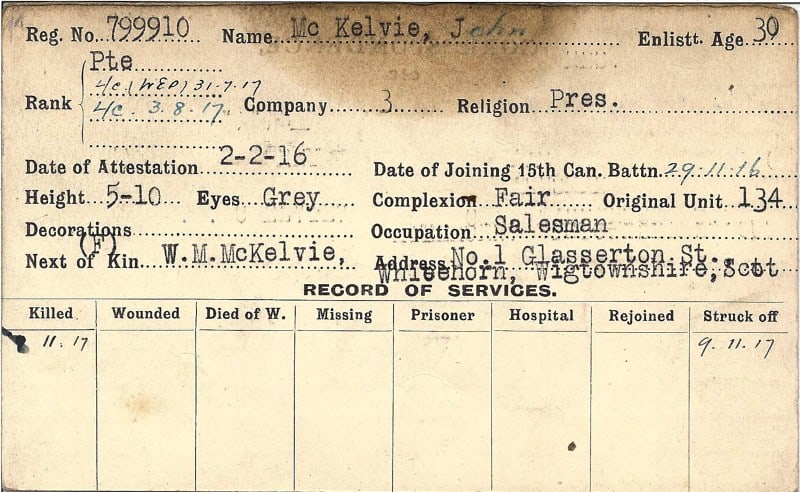 Reg. No. 799910 Name Mc Kelvie, John Enlistt. Age 30
Pte
4c (WED) 31.7.17
Rank 4c. 3.8.17 Company 3 Religion Pres.
Date of Attestation 2-2-16 Date of Joining 15th Can. Battn. 29.11.16
Height 5-10 Eyes Grey Complexion Fair Original Unit 134
Decorations Occupation Salesman
(F)
Next of Kin W.M.McKelvie, Address No.1 Glasserton St.
Whitehorn, Wigtownshire, Scot
RECORD OF SERVICES.
Killed Wounded Died of W. Missing Prisoner Hospital Rejoined Struck off
11.17 9.11.17